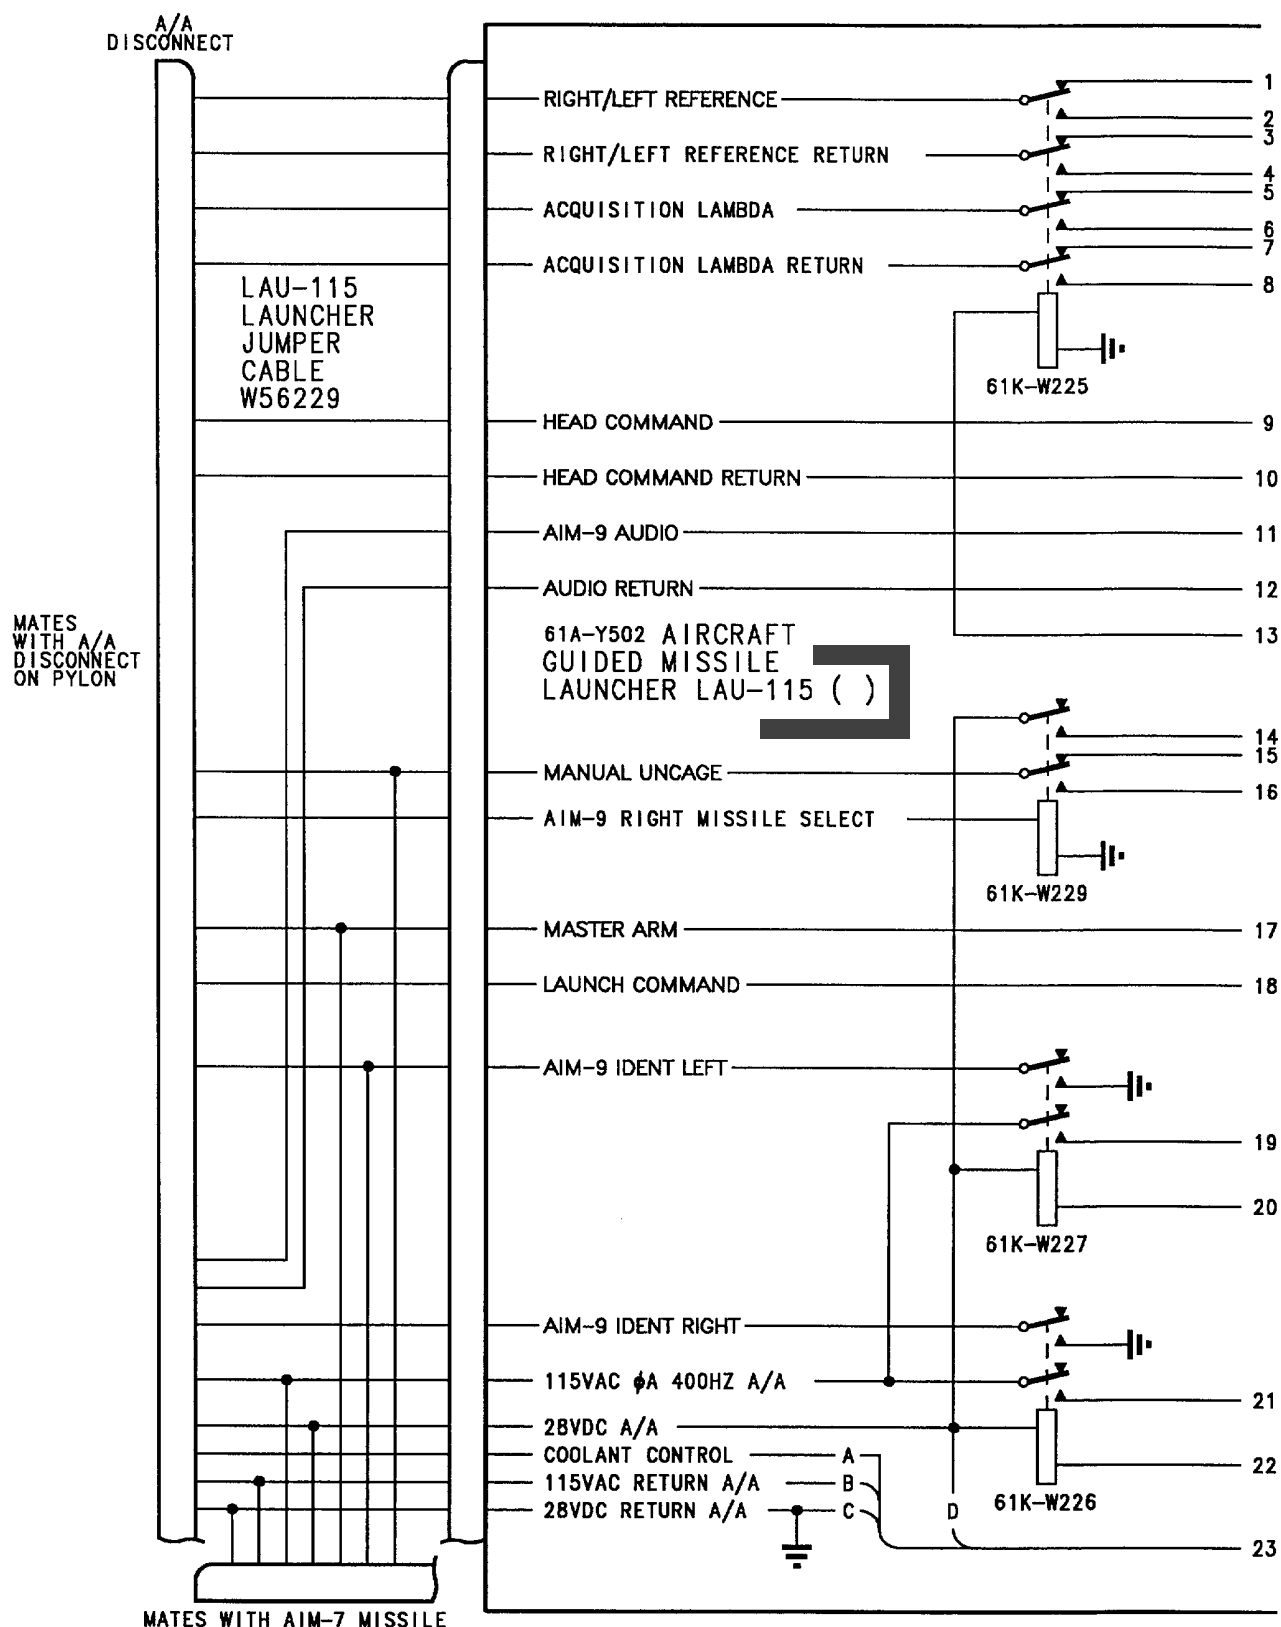 A/A
DISCONNECT
RIGHT/LEFT REFERENCE
1
2
RIGHT/LEFT REFERENCE RETURN
3
4
ACQUISITION LAMBDA
5
6
ACQUISITION LAMBDA RETURN
7
8
LAU-115
LAUNCHER
JUMPER
CABLE
W56229
61K-W225
HEAD COMMAND
9
HEAD COMMAND RETURN
10
AIM-9 AUDIO
11
AUDIO RETURN
12
MATES
WITH A/A
DISCONNECT
ON PYLON
61A-Y502 AIRCRAFT
GUIDED MISSILE
LAUNCHER LAU-115 ( )
13
14
15
MANUAL UNCAGE
16
AIM-9 RIGHT MISSILE SELECT
61K-W229
MASTER ARM
17
LAUNCH COMMAND
18
AIM-9 IDENT LEFT
19
20
61K-W227
AIM-9 IDENT RIGHT
115VAC ϕA 400HZ A/A
21
28VDC A/A
COOLANT CONTROL
A
22
115VAC RETURN A/A
B
61K-W226
28VDC RETURN A/A
C
D
23
MATES WITH AIM-7 MISSILE